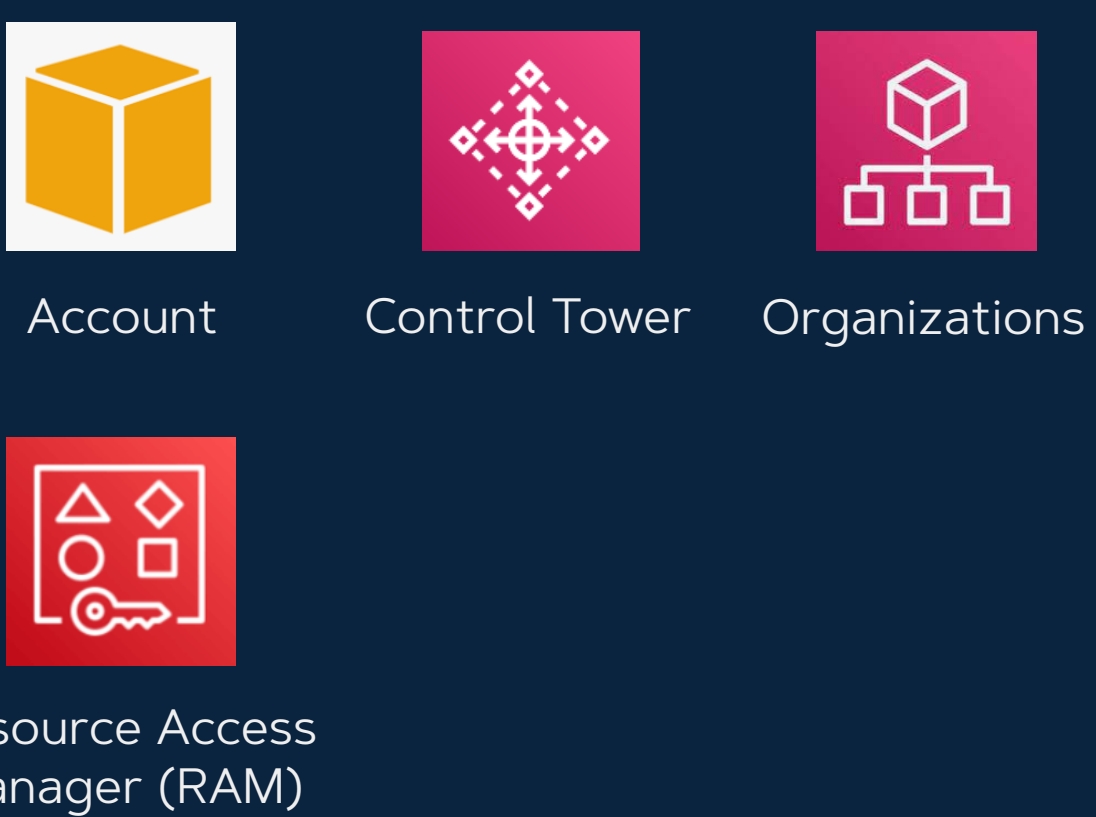 Account
Control Tower
Organizations
source Access
anager (RAM)